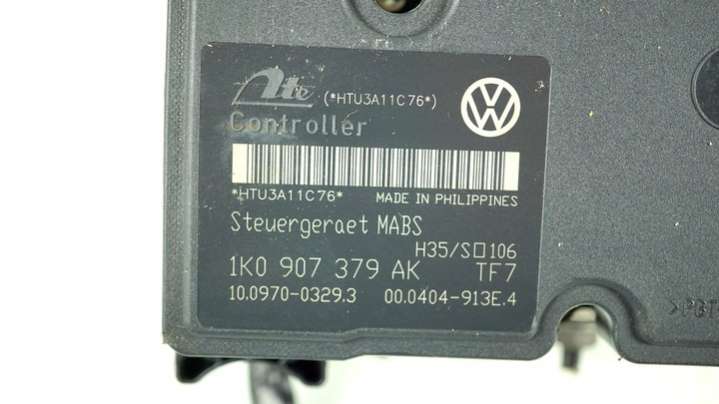 Ate (*HTU3A11C76*)
Controller
*HTU3A11C76* MADE IN PHILIPPINES
Steuergeraet MABS
H35/S□106
1K0 907 379 AK TF7
10.0970-0329.3 00.0404-913E.4